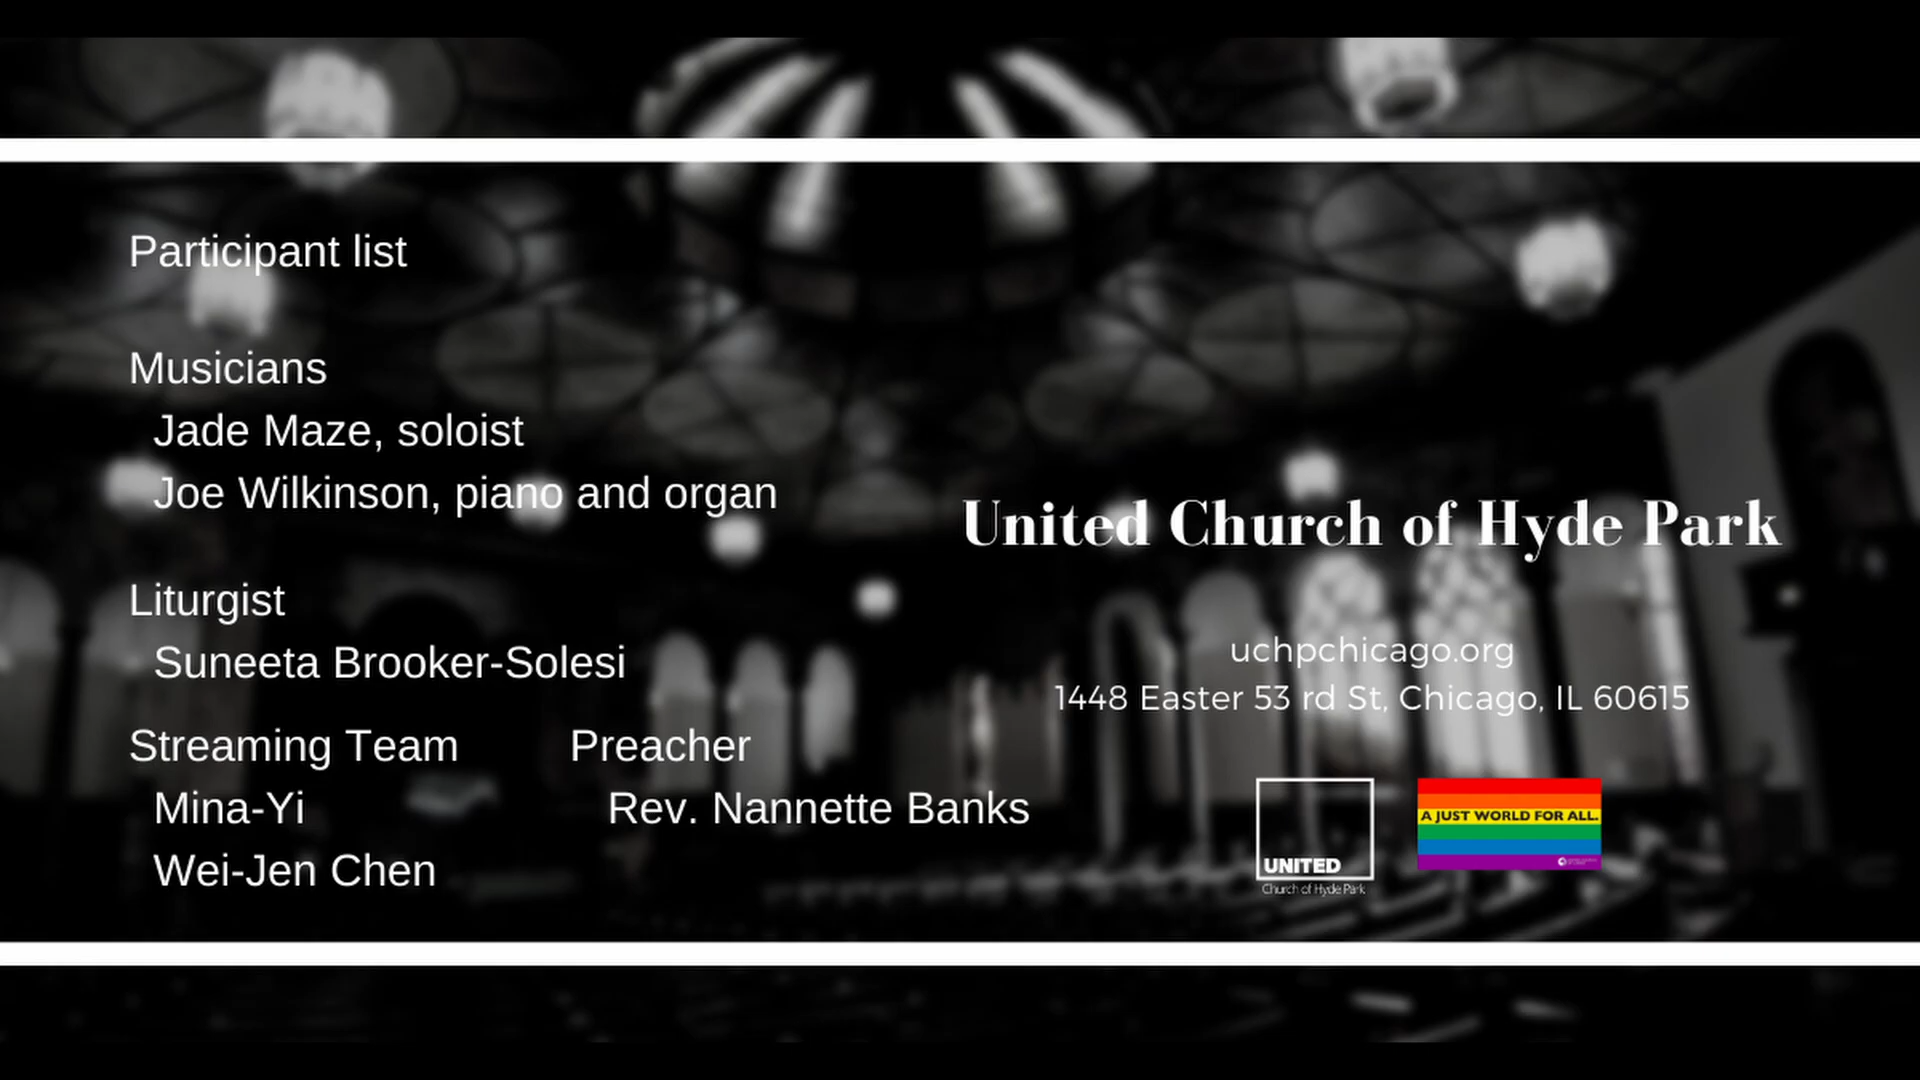 Participant list
Musicians
Jade Maze, soloist
Joe Wilkinson, piano and organ
Liturgist
Suneeta Brooker-Solesi
Streaming Team
Mina-Yi
Wei-Jen Chen
Preacher
Rev. Nannette Banks
United Church of Hyde Park
uchpchicago.org
1448 Easter 53 rd St, Chicago, IL 60615
UNITED
Church of Hyde Park
A JUST WORLD FOR ALL.